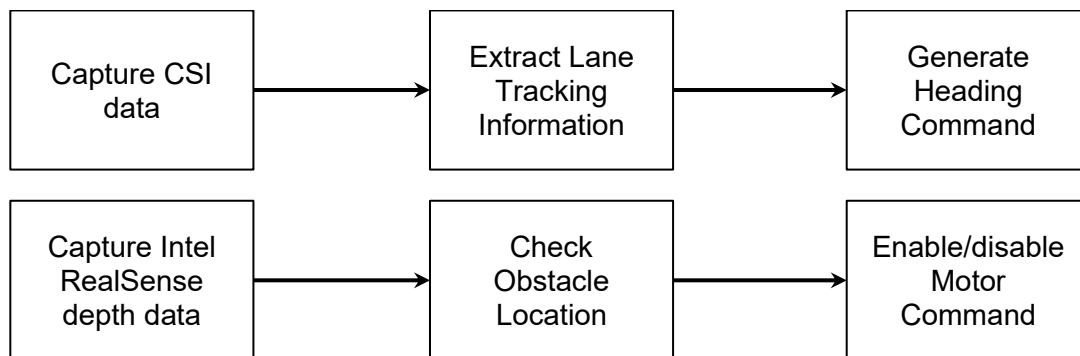 Capture CSI
data
Extract Lane
Tracking
Information
Generate
Heading
Command
Capture Intel
RealSense
depth data
Check
Obstacle
Location
Enable/disable
Motor
Command